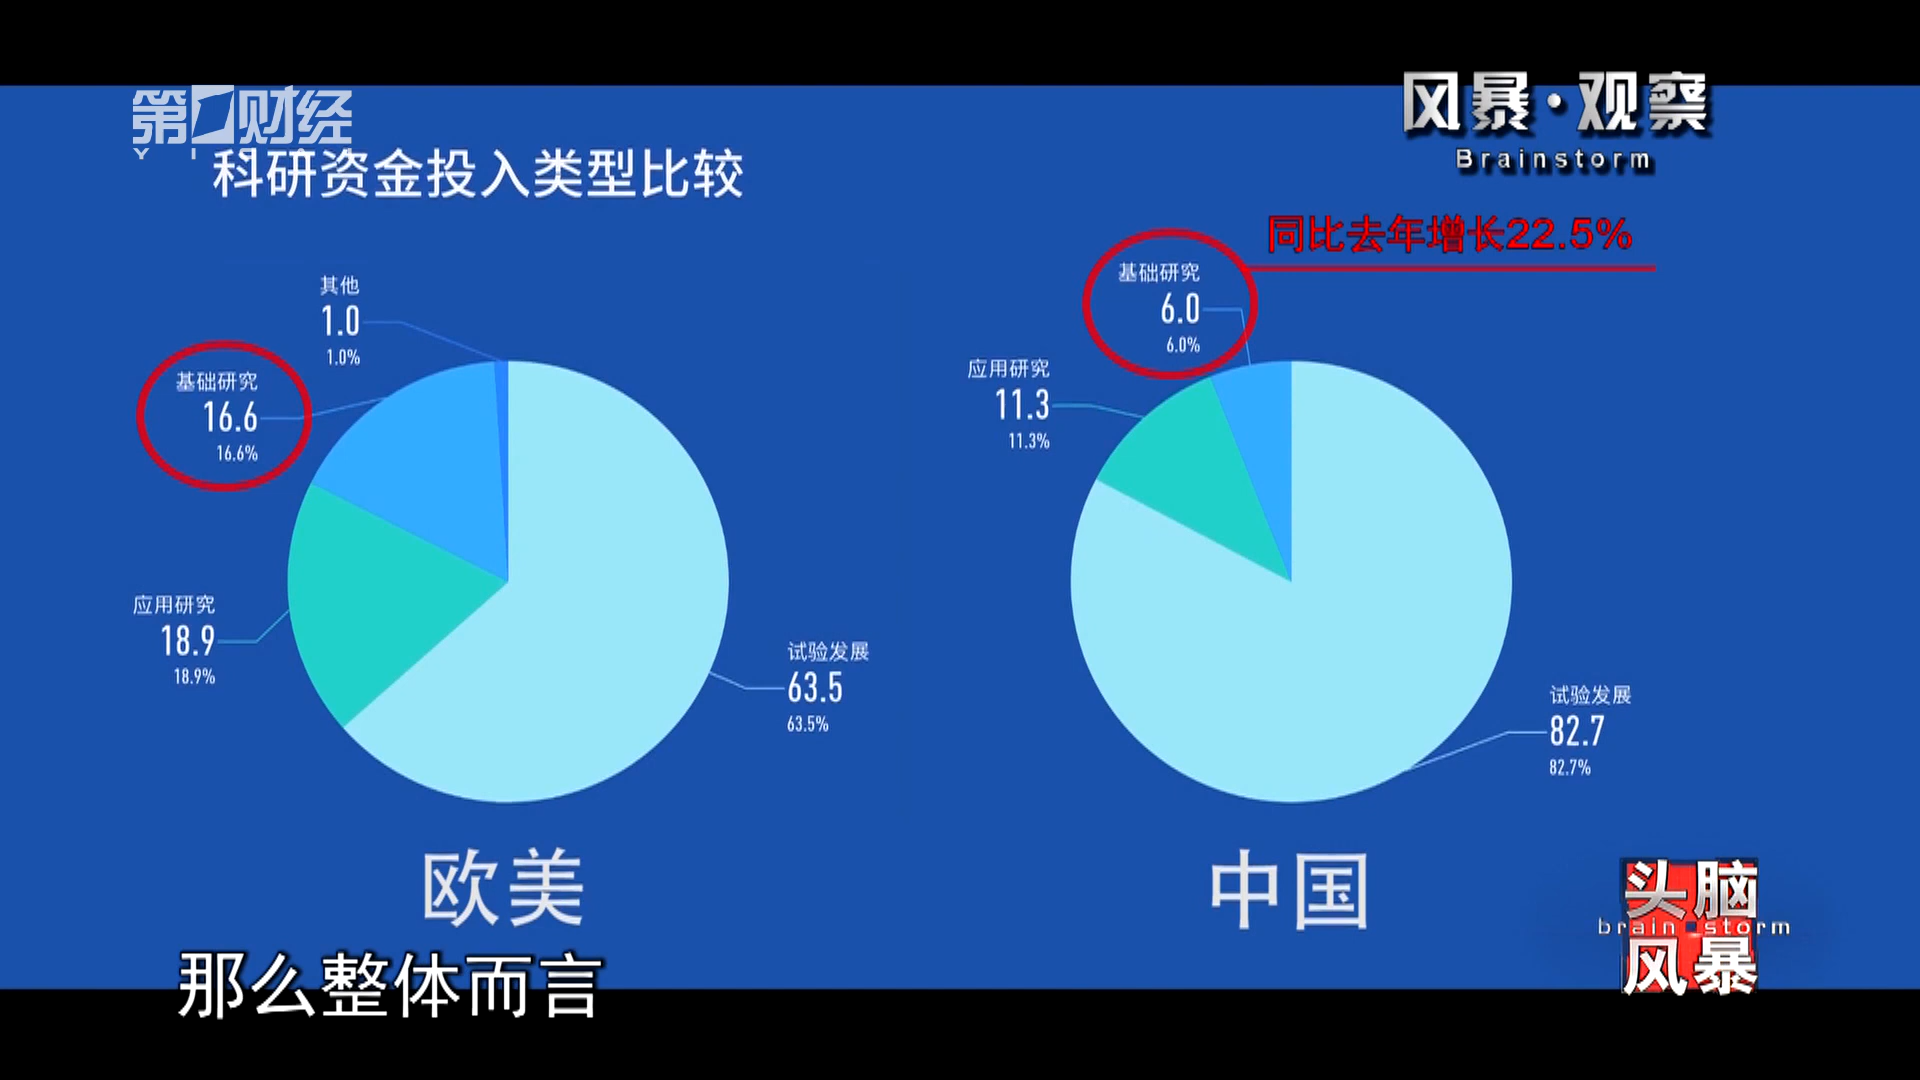 第一财经
风暴·观察
Brainstorm
科研资金投入类型比较
同比去年增长22.5%
其他
1.0
1.0%
基础研究
16.6
16.6%
应用研究
18.9
18.9%
试验发展
63.5
63.5%
欧美
基础研究
6.0
6.0%
应用研究
11.3
11.3%
试验发展
82.7
82.7%
中国
头脑
brain storm
风暴
那么整体而言